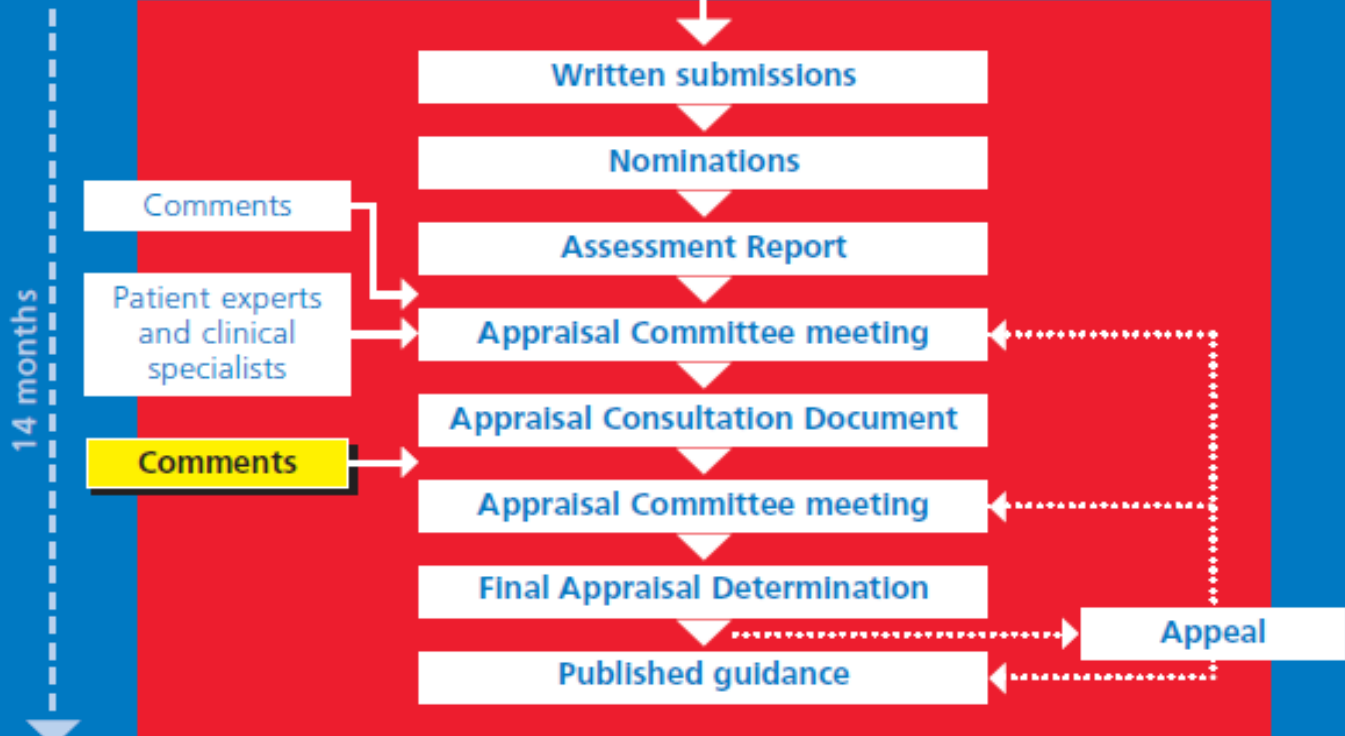 14 months
Written submissions
Nominations
Comments
Assessment Report
Patient experts
and clinical
specialists
Appraisal Committee meeting
Appraisal Consultation Document
Comments
Appraisal Committee meeting
Final Appraisal Determination
Appeal
Published guidance